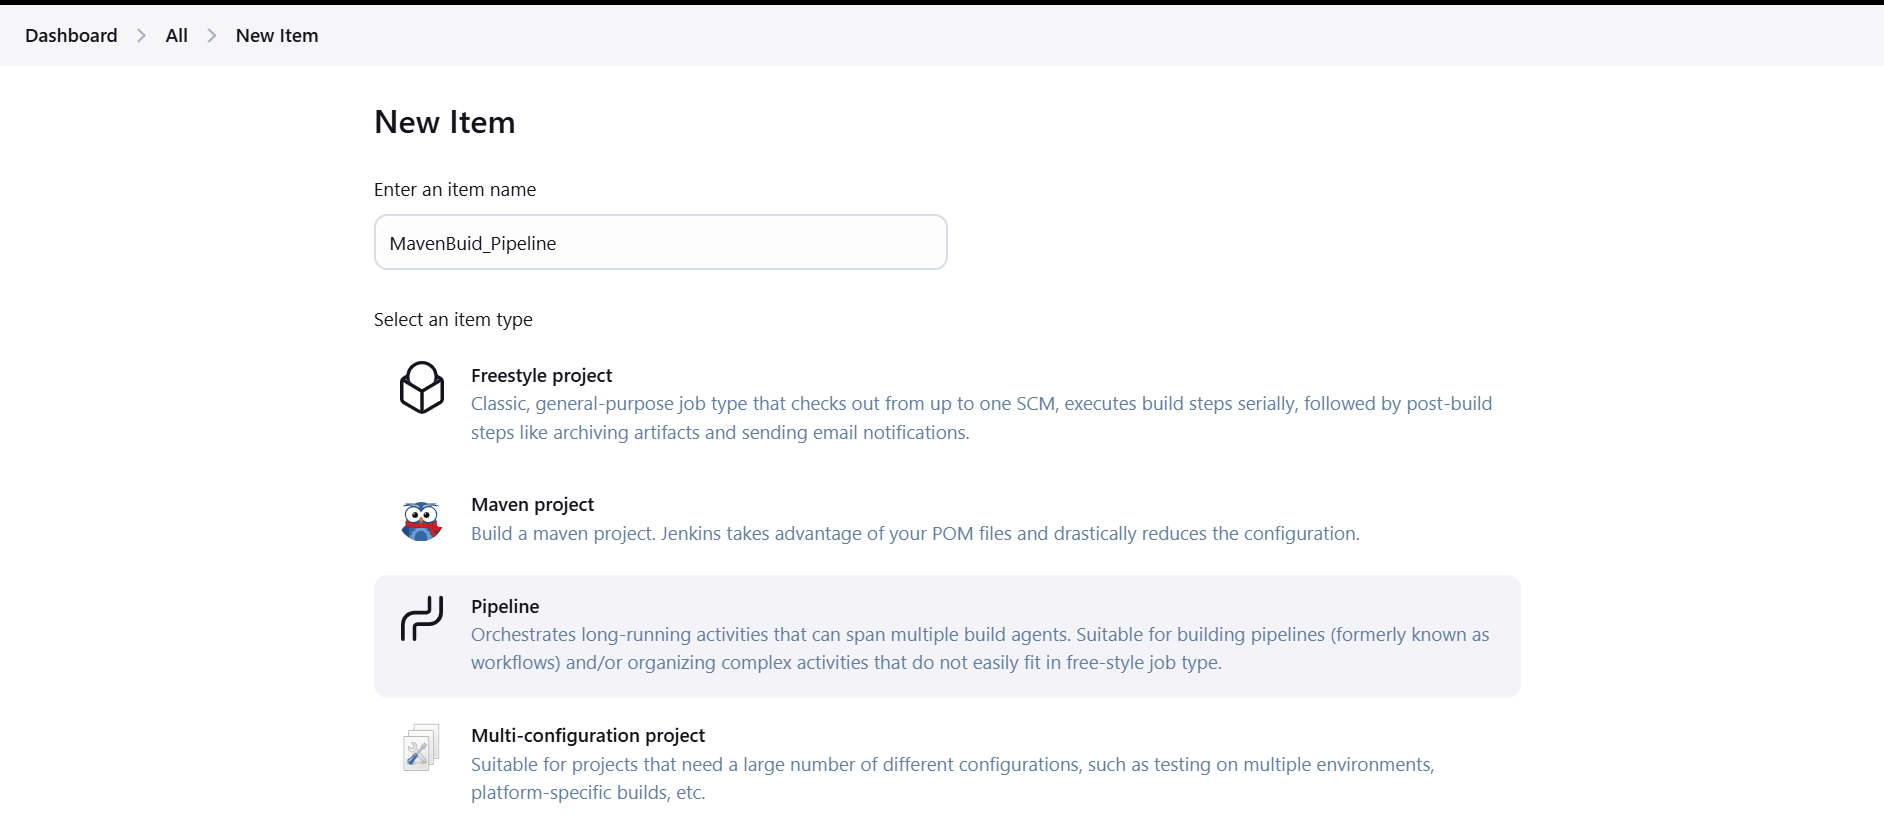 Dashboard > All > New Item
New Item
Enter an item name
MavenBuid_Pipeline
Select an item type
Freestyle project
Classic, general-purpose job type that checks out from up to one SCM, executes build steps serially, followed by post-build
steps like archiving artifacts and sending email notifications.
Maven project
Build a maven project. Jenkins takes advantage of your POM files and drastically reduces the configuration.
Pipeline
Orchestrates long-running activities that can span multiple build agents. Suitable for building pipelines (formerly known as
workflows) and/or organizing complex activities that do not easily fit in free-style job type.
Multi-configuration project
Suitable for projects that need a large number of different configurations, such as testing on multiple environments,
platform-specific builds, etc.